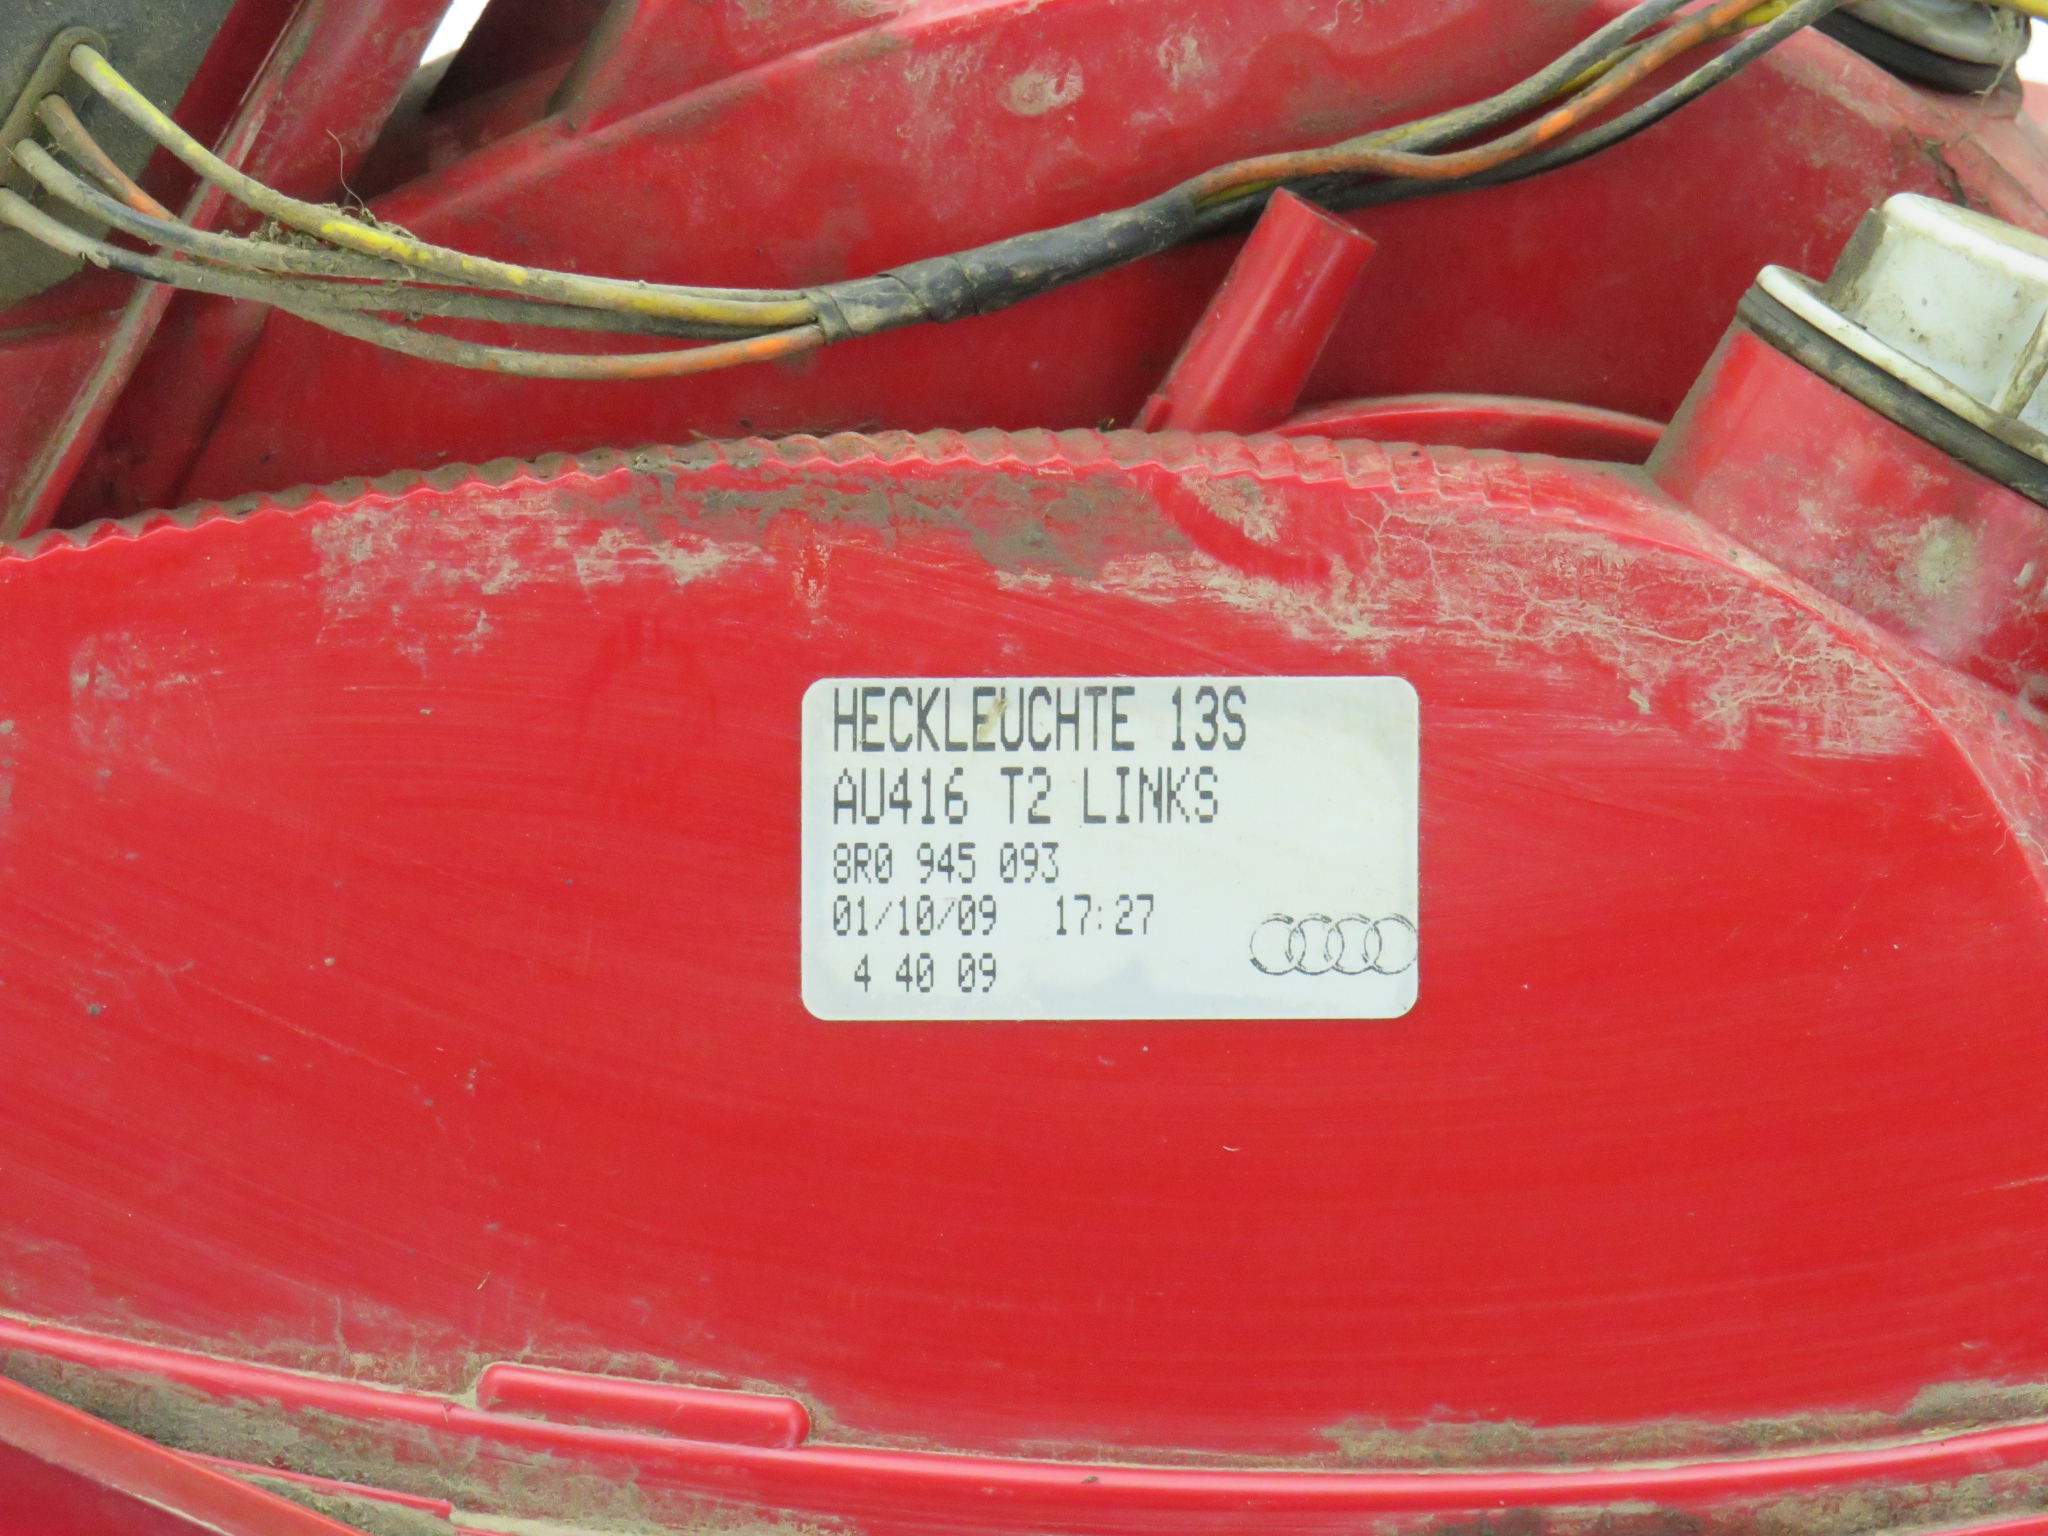 HECKLEUCHTE 13S
AU416 T2 LINKS
8R0 945 093
01/10/09 17:27
4 40 09